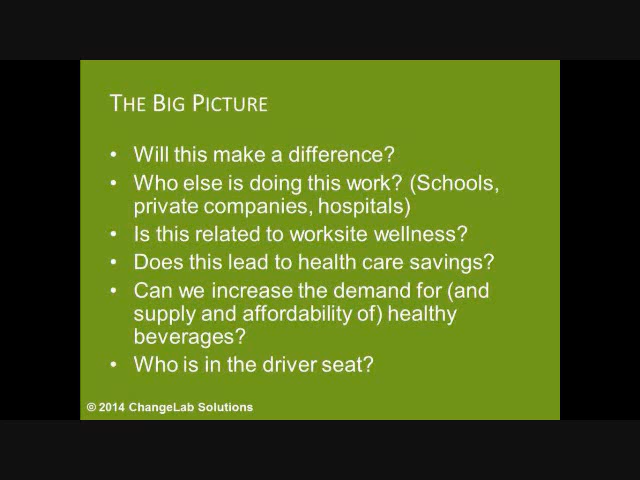 THE BIG PICTURE
• Will this make a difference?
• Who else is doing this work? (Schools,
private companies, hospitals)
• Is this related to worksite wellness?
• Does this lead to health care savings?
• Can we increase the demand for (and
supply and affordability of) healthy
beverages?
• Who is in the driver seat?
© 2014 ChangeLab Solutions